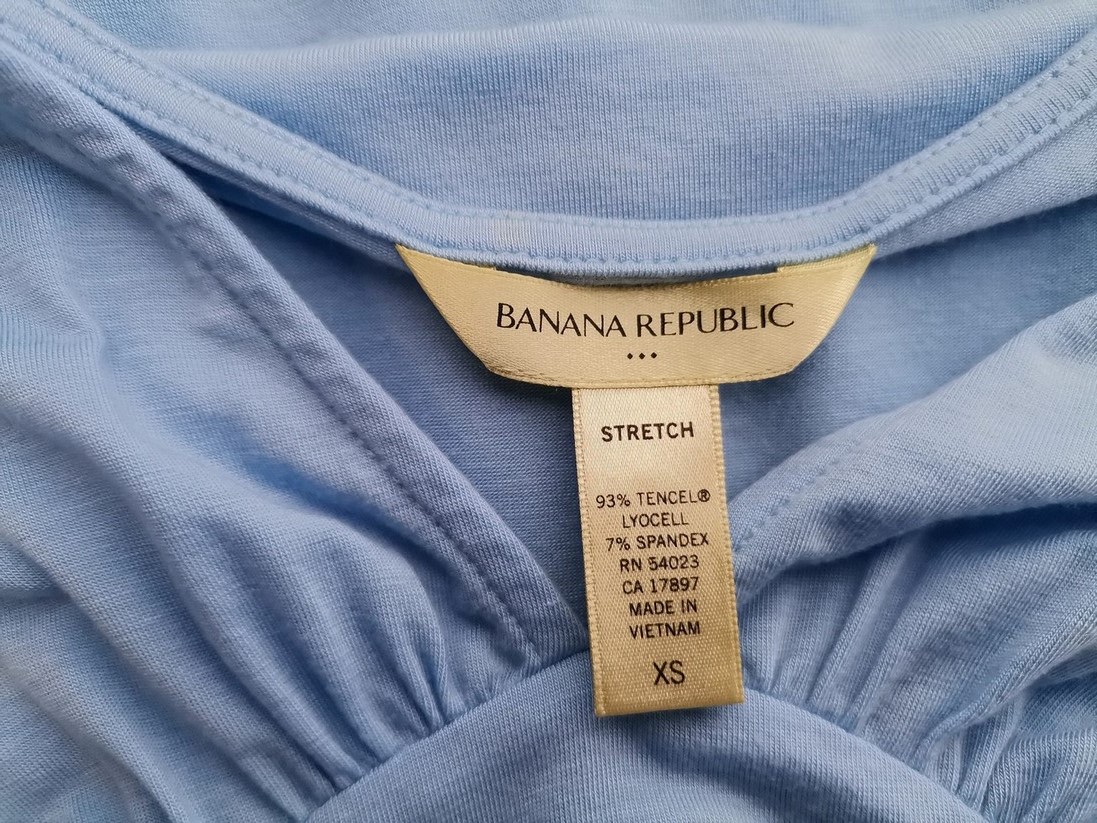 BANANA REPUBLIC
STRETCH
93% TENCEL®
LYOCELL
7% SPANDEX
RN 54023
CA 17897
MADE IN
VIETNAM
XS